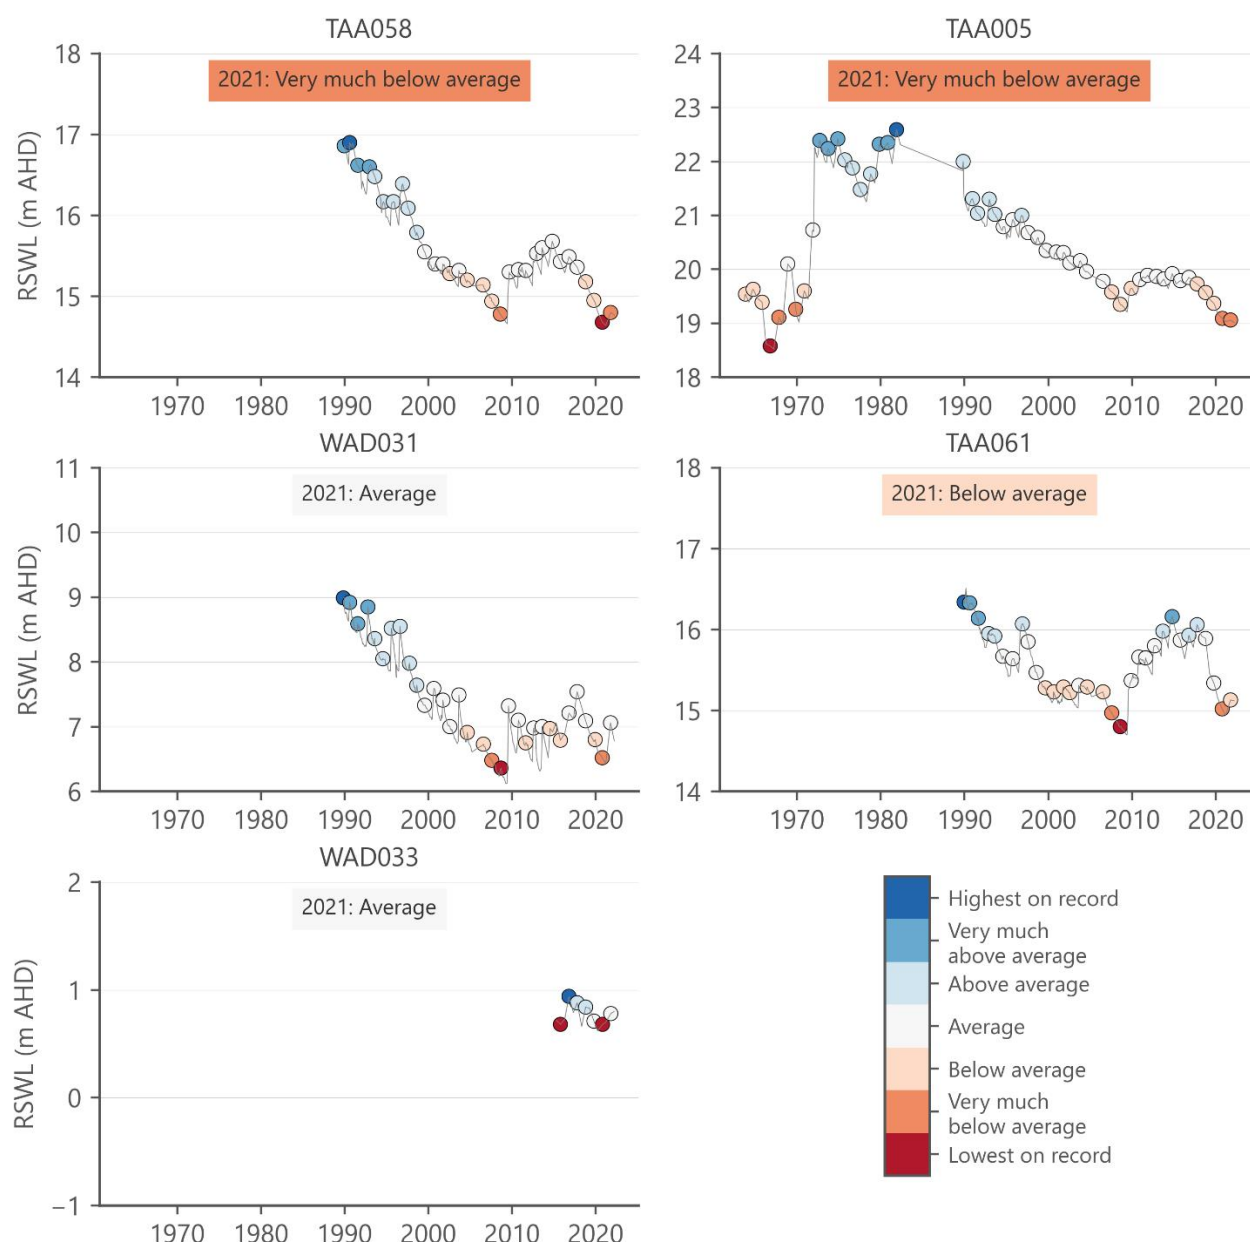 TAA058
TAA005
18
17
16
15
14
RSWL (m AHD)
2021: Very much below average
1970 1980 1990 2000 2010 2020
24
23
22
21
20
19
18
2021: Very much below average
1970 1980 1990 2000 2010 2020
WAD031
TAA061
11
10
9
8
7
6
RSWL (m AHD)
2021: Average
1970 1980 1990 2000 2010 2020
18
17
16
15
14
2021: Below average
1970 1980 1990 2000 2010 2020
WAD033
2
1
0
−1
RSWL (m AHD)
2021: Average
1970 1980 1990 2000 2010 2020
Highest on record
Very much
above average
Above average
Average
Below average
Very much
below average
Lowest on record